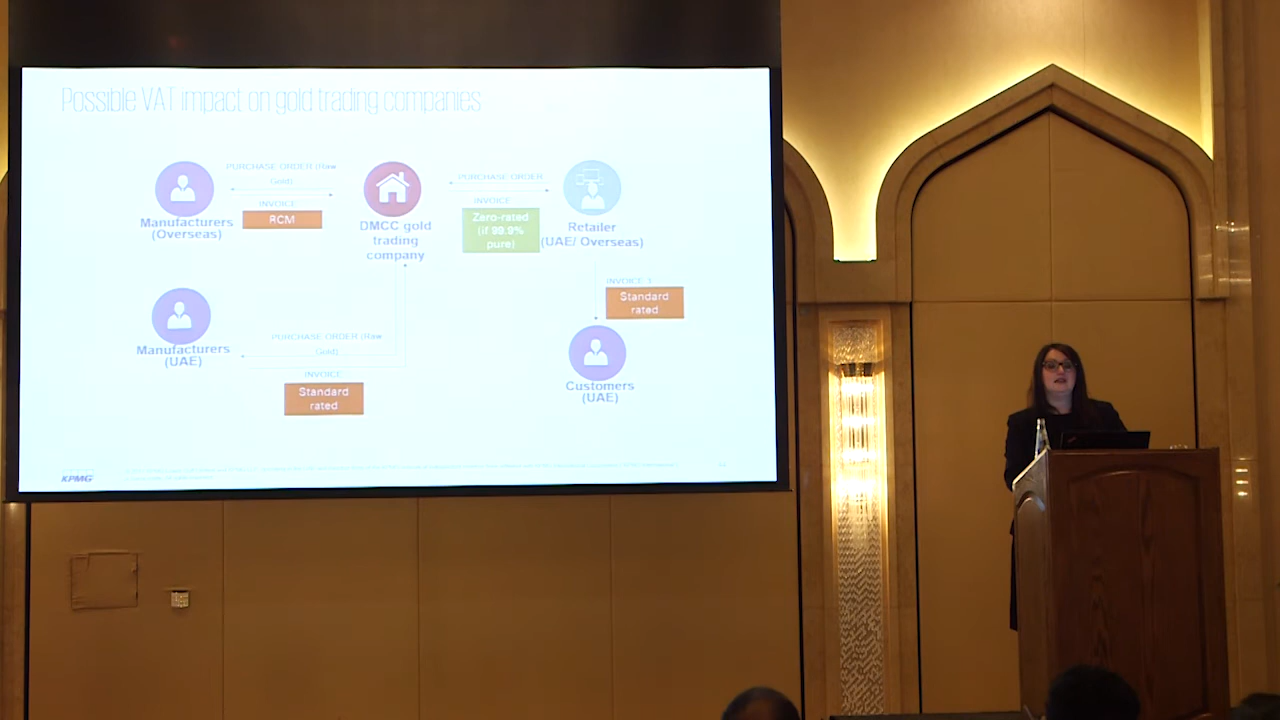 Possible VAT impact on gold trading companies
PURCHASE ORDER (Raw
Gold)
INVOICE
RCM
Manufacturers
(Overseas)
DMCC gold
trading
company
PURCHASE ORDER
INVOICE
Zero-rated
(if 99.9%
pure)
Retailer
(UAE/ Overseas)
INVOICE
Standard
rated
Manufacturers
(UAE)
PURCHASE ORDER (Raw
Gold)
INVOICE
Standard
rated
Customers
(UAE)
KPMG